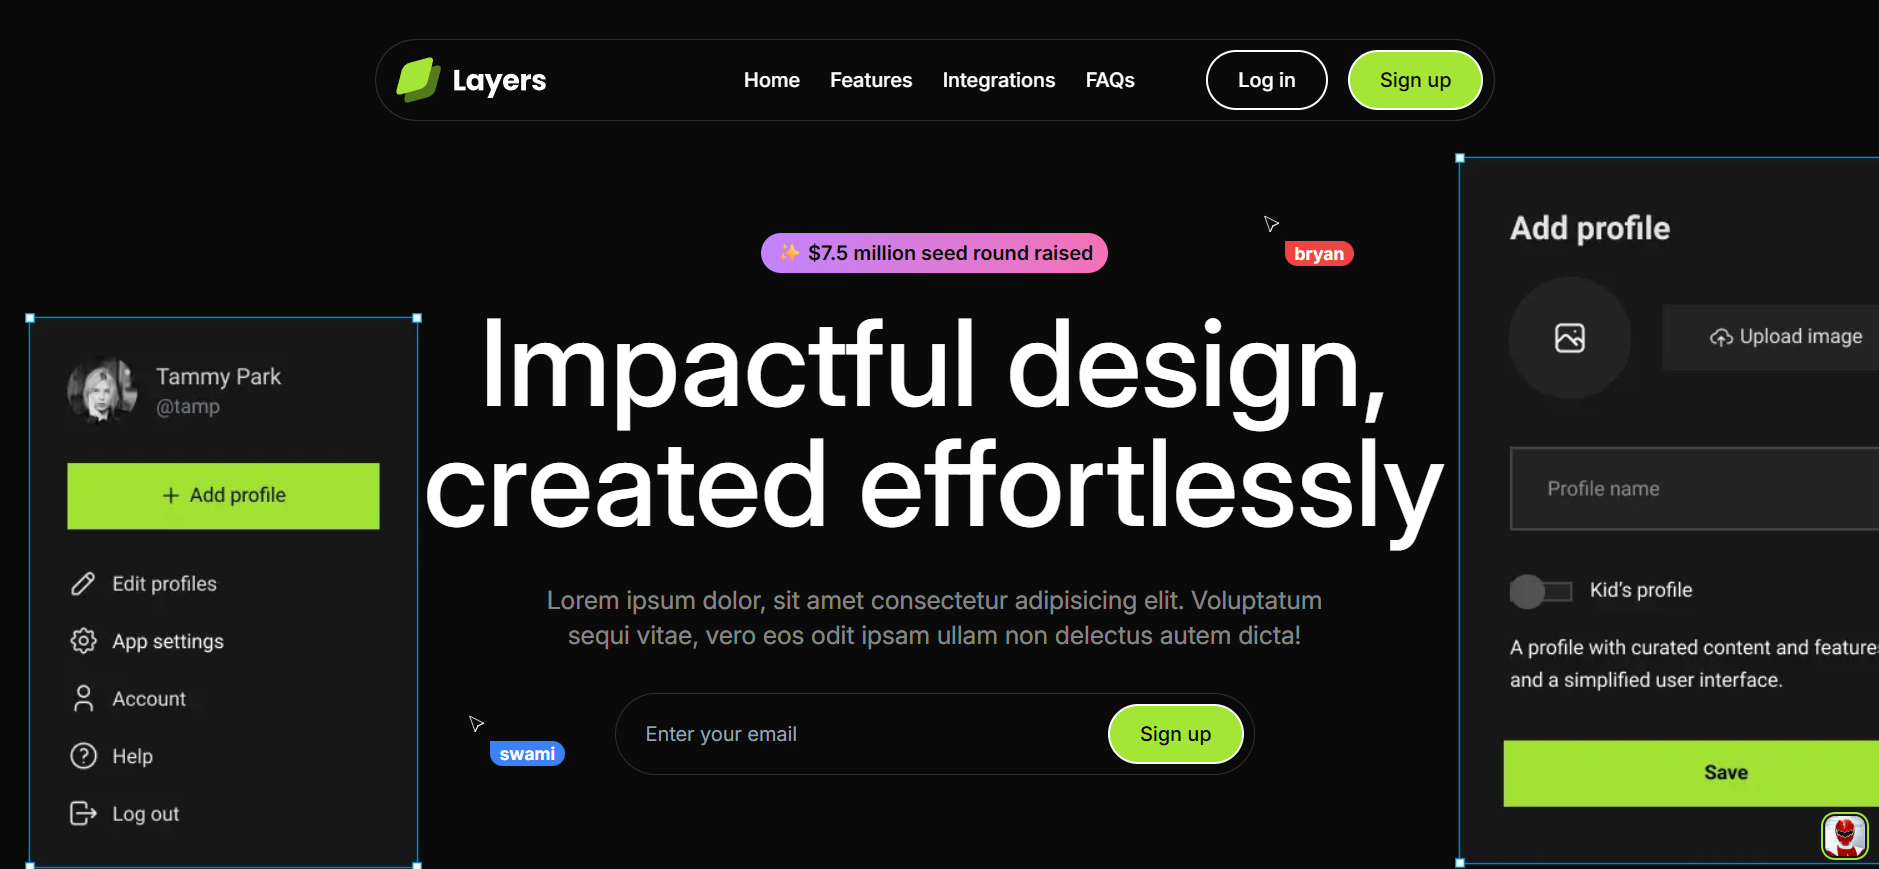 Layers
Home
Features
Integrations
FAQs
Log in
Sign up
✨ $7.5 million seed round raised
bryan
Impactful design,
created effortlessly
Lorem ipsum dolor, sit amet consectetur adipisicing elit. Voluptatum
sequi vitae, vero eos odit ipsam ullam non delectus autem dicta!
Enter your email
Sign up
swami
Tammy Park
@tamp
+ Add profile
Edit profiles
App settings
Account
Help
Log out
Add profile
Upload image
Profile name
Kid's profile
A profile with curated content and features
and a simplified user interface.
Save